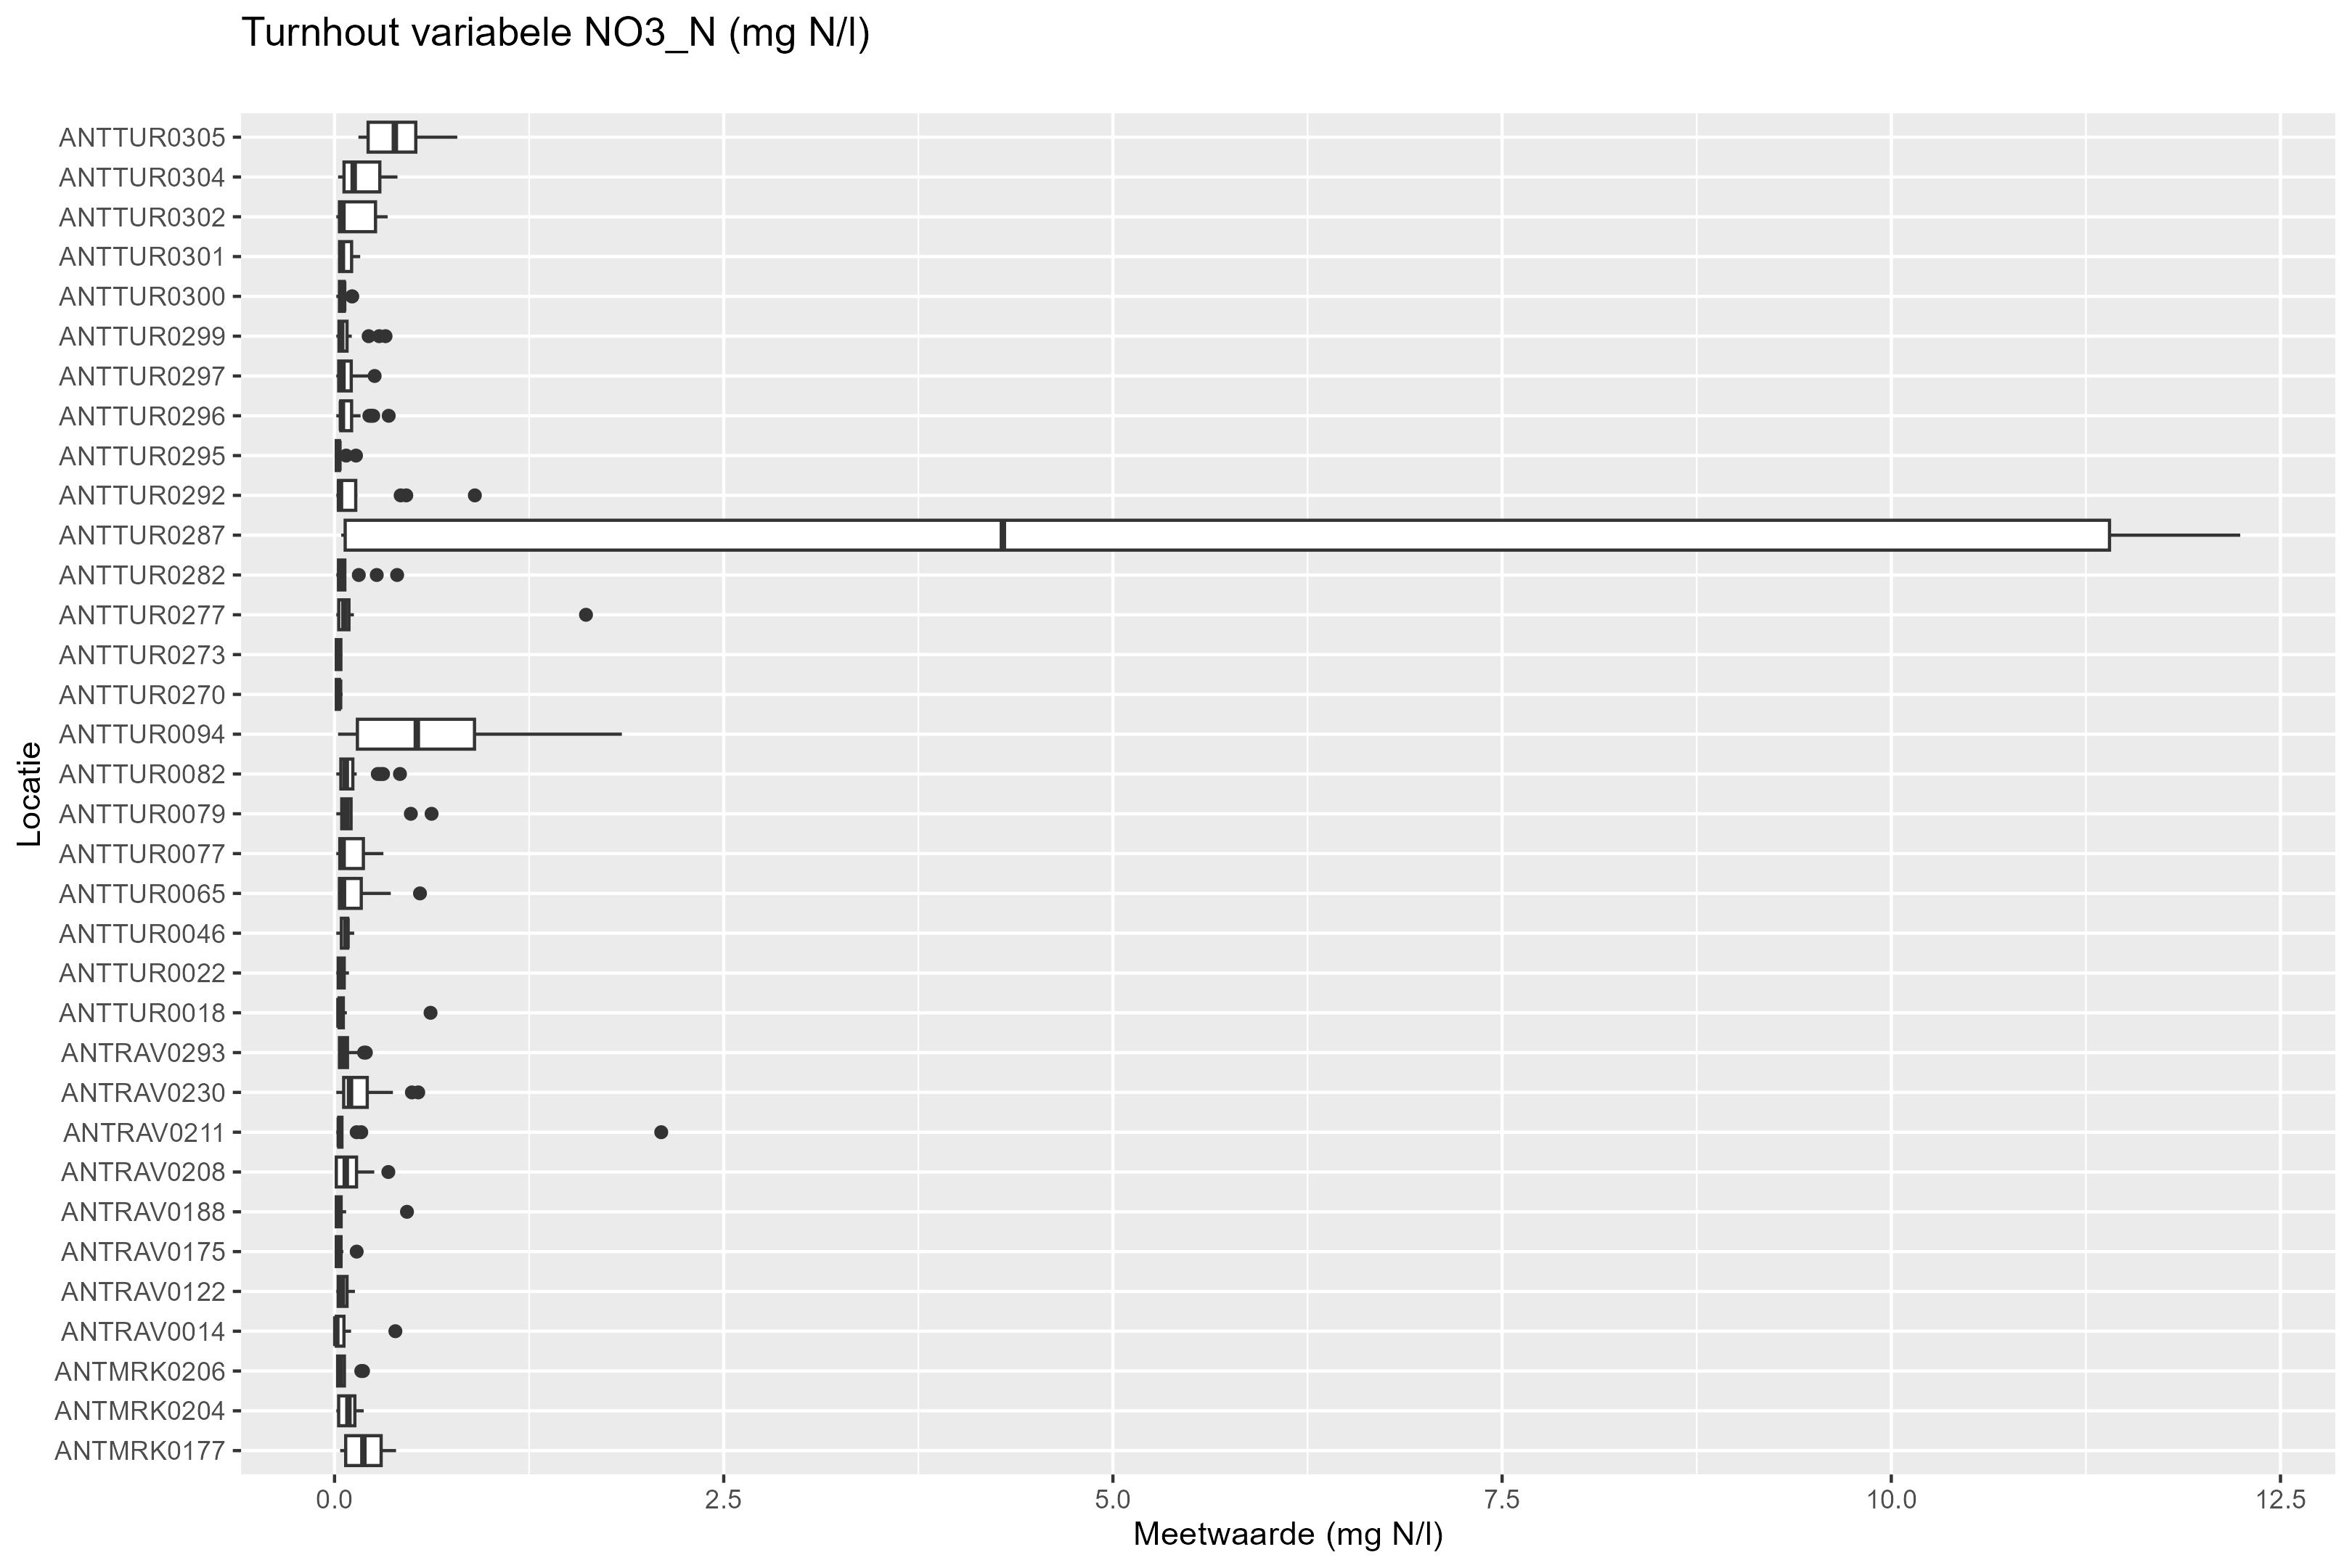 Turnhout variabele NO3_N (mg N/l)
ANTTUR0305
ANTTUR0304
ANTTUR0302
ANTTUR0301
ANTTUR0300
ANTTUR0299
ANTTUR0297
ANTTUR0296
ANTTUR0295
ANTTUR0292
ANTTUR0287
ANTTUR0282
ANTTUR0277
ANTTUR0273
ANTTUR0270
ANTTUR0094
ANTTUR0082
ANTTUR0079
ANTTUR0077
ANTTUR0065
ANTTUR0046
ANTTUR0022
ANTTUR0018
ANTRAV0293
ANTRAV0230
ANTRAV0211
ANTRAV0208
ANTRAV0188
ANTRAV0175
ANTRAV0122
ANTRAV0014
ANTMRK0206
ANTMRK0204
ANTMRK0177
Locatie
0.0 2.5 5.0 7.5 10.0 12.5
Meetwaarde (mg N/l)